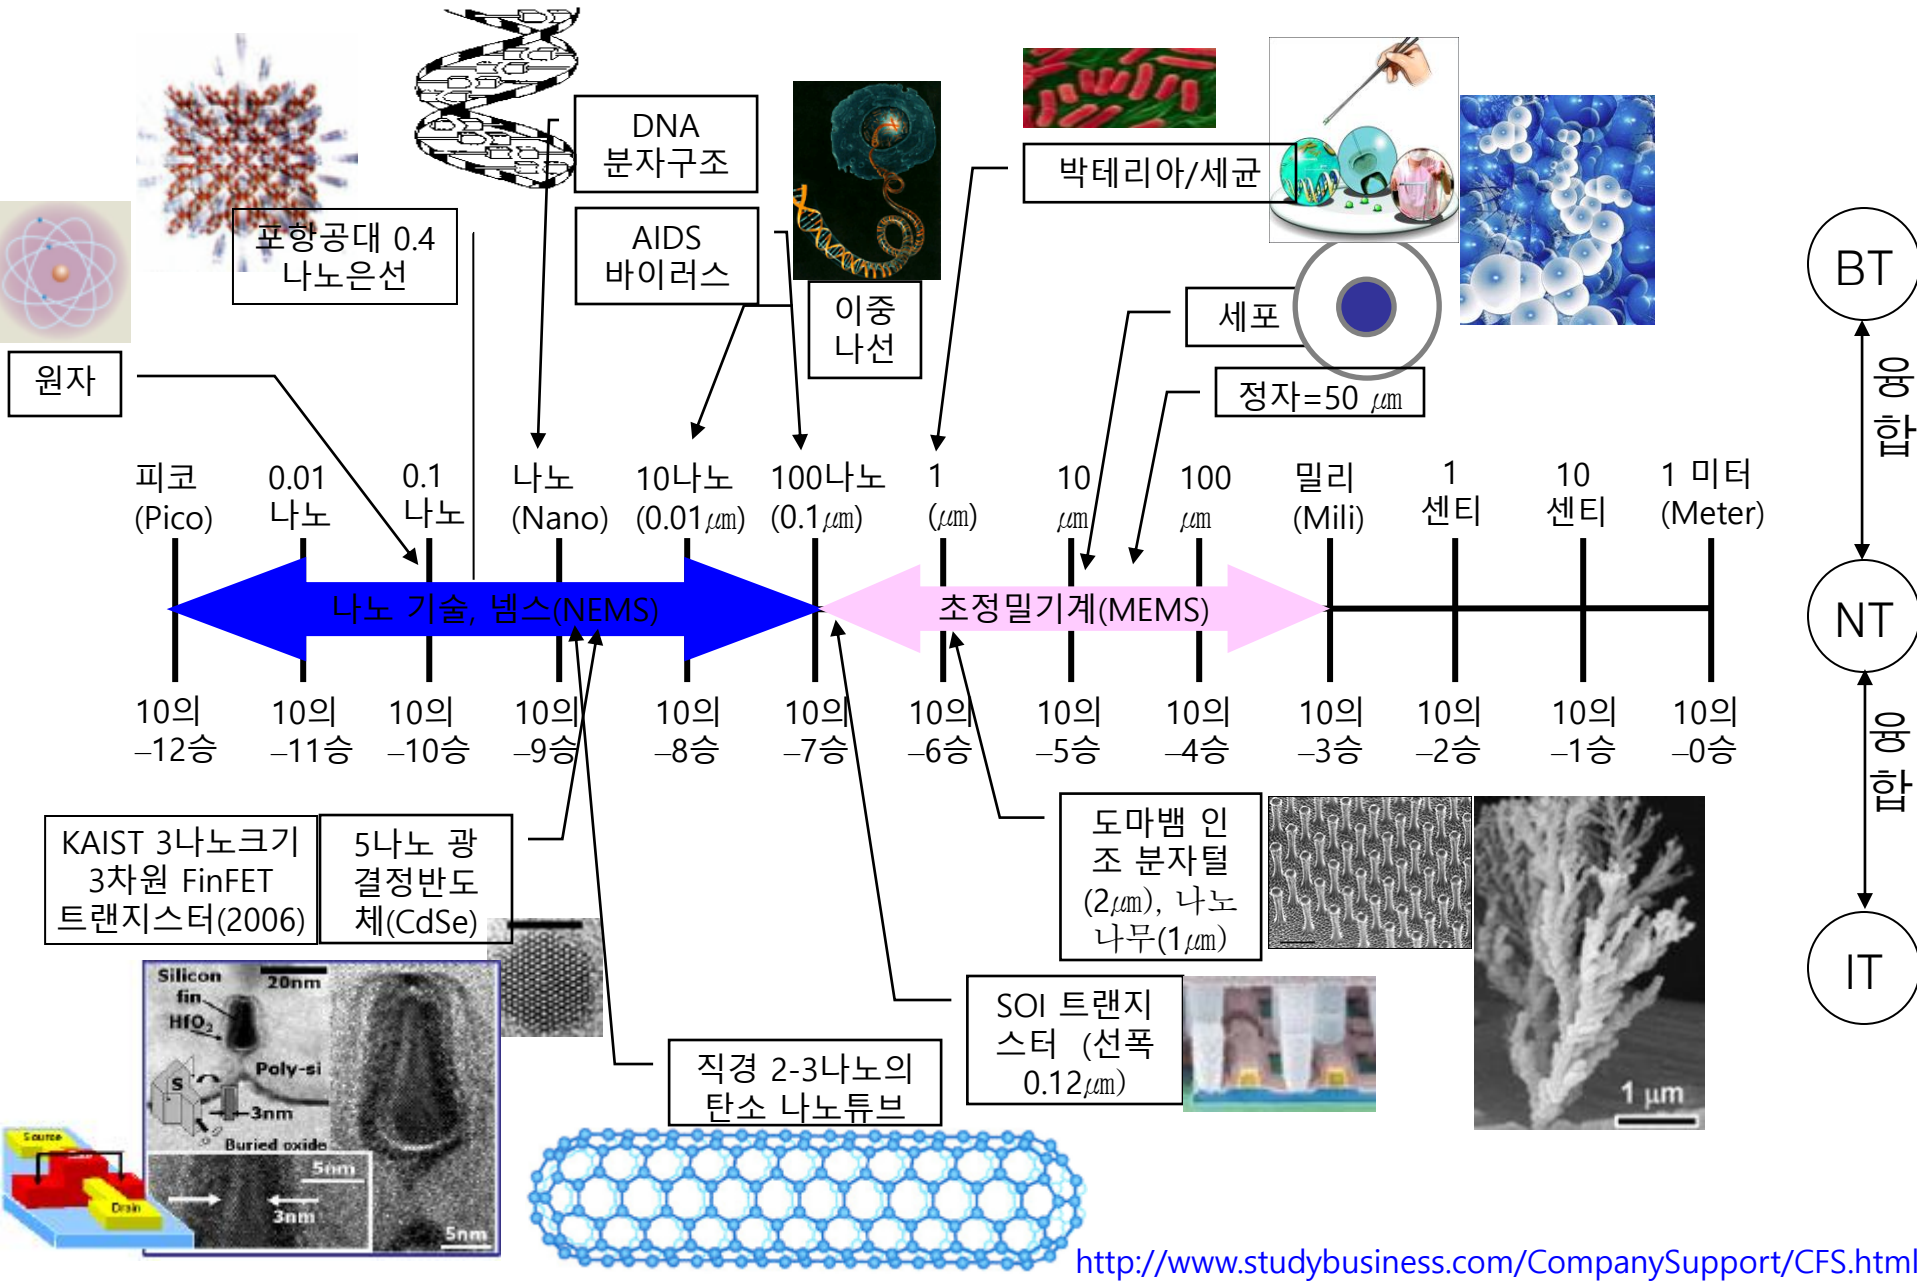 DNA
분자구조
박테리아/세균
포항공대 0.4
나노은선
AIDS
바이러스
이중
나선
세포
원자
정자=50 ㎛
BT
융
합
NT
융
합
IT
피코
(Pico)
0.01
나노
0.1
나노
나노
(Nano)
10나노
(0.01㎛)
100나노
(0.1㎛)
1
(㎛)
10
㎛
100
㎛
밀리
(Mili)
1
센티
10
센티
1 미터
(Meter)
나노 기술, 넴스(NEMS)
초정밀기계(MEMS)
10의
–12승
10의
–11승
10의
–10승
10의
–9승
10의
–8승
10의
–7승
10의
–6승
10의
–5승
10의
–4승
10의
–3승
10의
–2승
10의
–1승
10의
–0승
KAIST 3나노크기
3차원 FinFET
트랜지스터(2006)
5나노 광
결정반도
체(CdSe)
도마뱀 인
조 분자털
(2㎛), 나노
나무(1㎛)
SOI 트랜지
스터 (선폭
0.12㎛)
직경 2-3나노의
탄소 나노튜브
Silicon
fin
20nm
HfO2
Poly-si
S
3nm
Buried oxide
5nm
3nm
5nm
Source
Drain
1 μm
http://www.studybusiness.com/CompanySupport/CFS.html